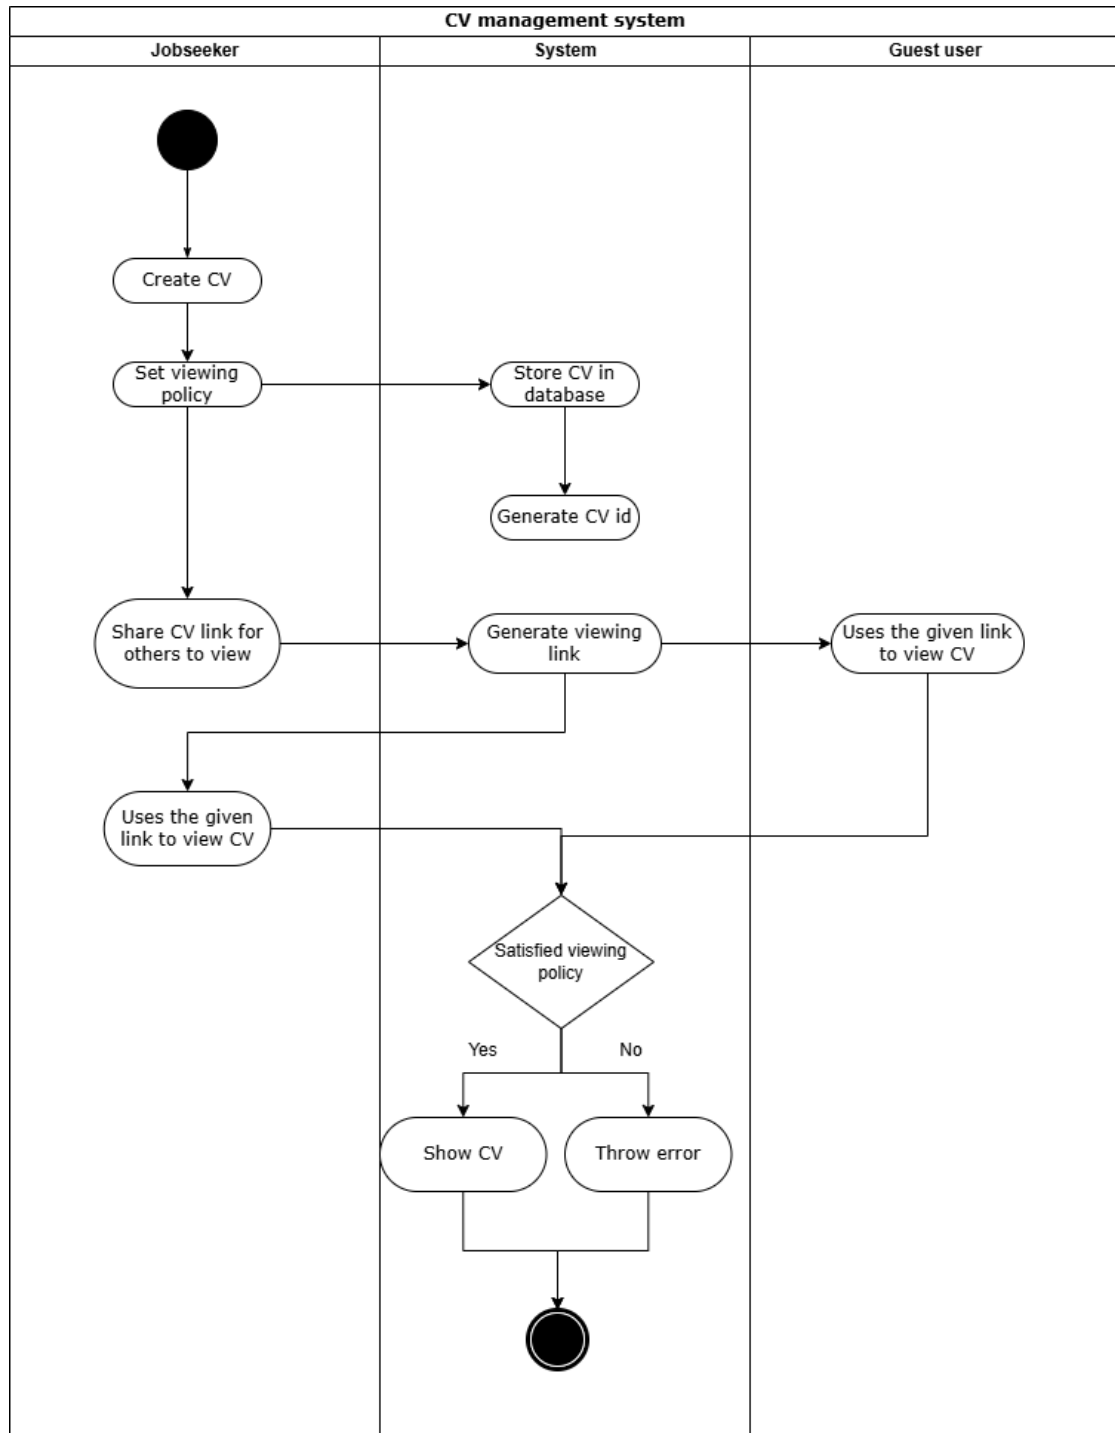 CV management system
Jobseeker
System
Guest user
Create CV
Set viewing
policy
Store CV in
database
Generate CV id
Share CV link for
others to view
Generate viewing
link
Uses the given link
to view CV
Uses the given
link to view CV
Satisfied viewing
policy
Yes
No
Show CV
Throw error